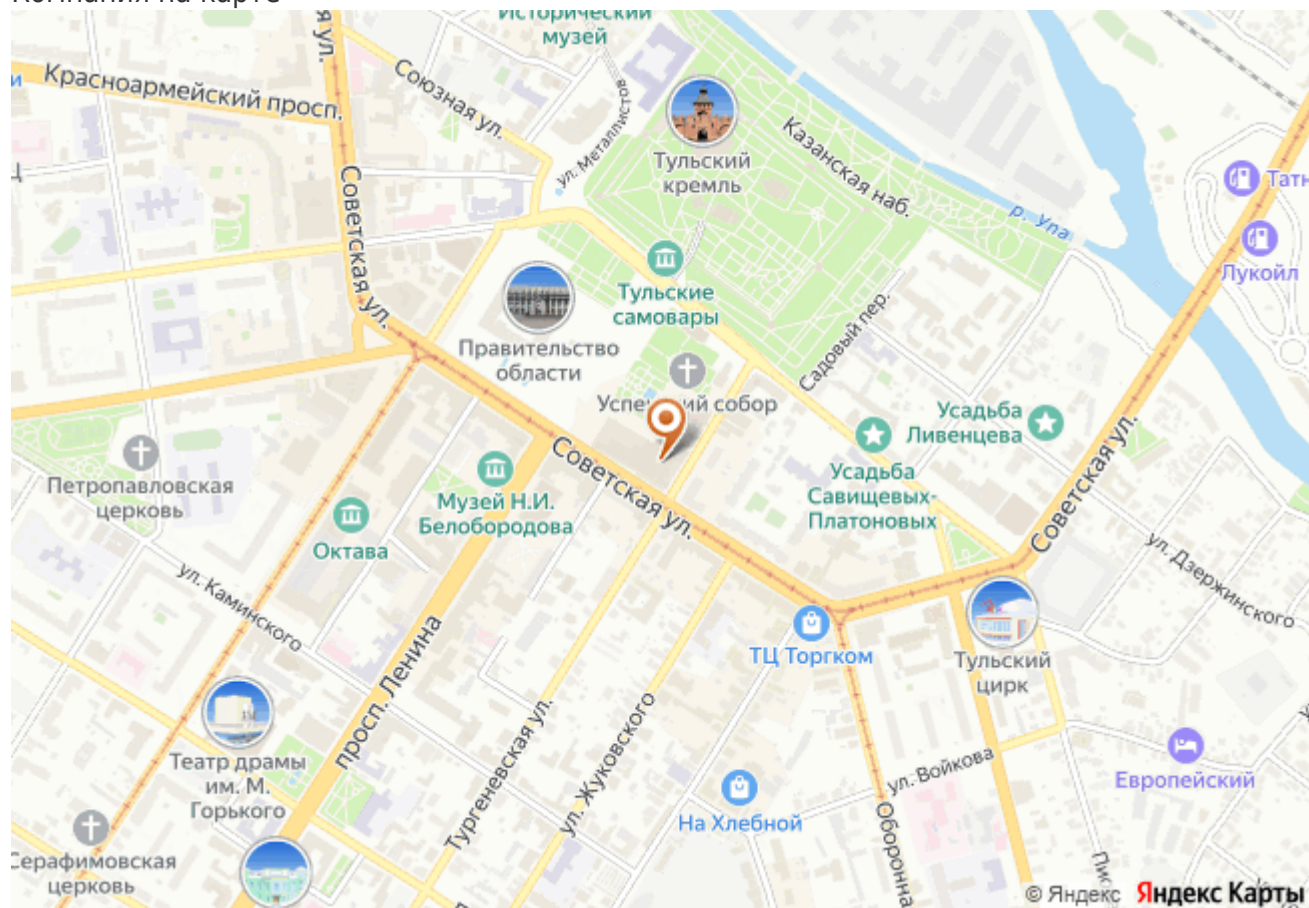 Компания на карте
Исторический
музей
Красноармейский просп.
Союзная ул.
ул. Металлистов
Тульский
кремль
Казанская наб.
р. Упа
Татн
Лукойл
Советская ул.
Тульские
самовары
Правительство
области
Садовый пер.
Успенский собор
Усадьба
Ливенцева
Усадьба
Савищевых-
Платоновых
Советская ул.
Советская ул.
Петропавловская
церковь
Музей Н.И.
Белобородова
Октава
ул. Каминского
ул. Дзержинского
ТЦ Торгком
Тульский
цирк
просп. Ленина
Театр драмы
им. М.
Горького
Тургеневская ул.
ул. Жуковского
ул. Войкова
Европейский
На Хлебной
Оборонна
Серафимовская
церковь
© Яндекс Яндекс Карты